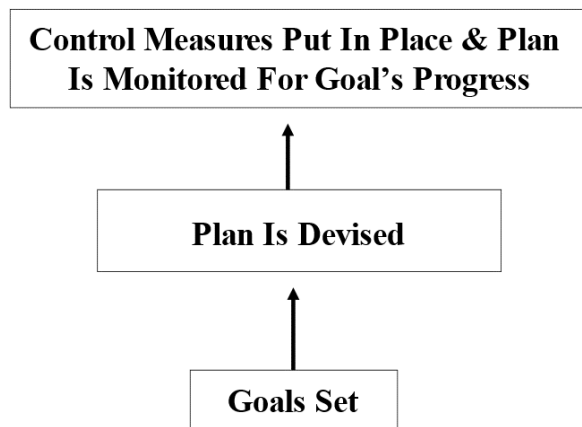 Control Measures Put In Place & Plan
Is Monitored For Goal’s Progress
Plan Is Devised
Goals Set